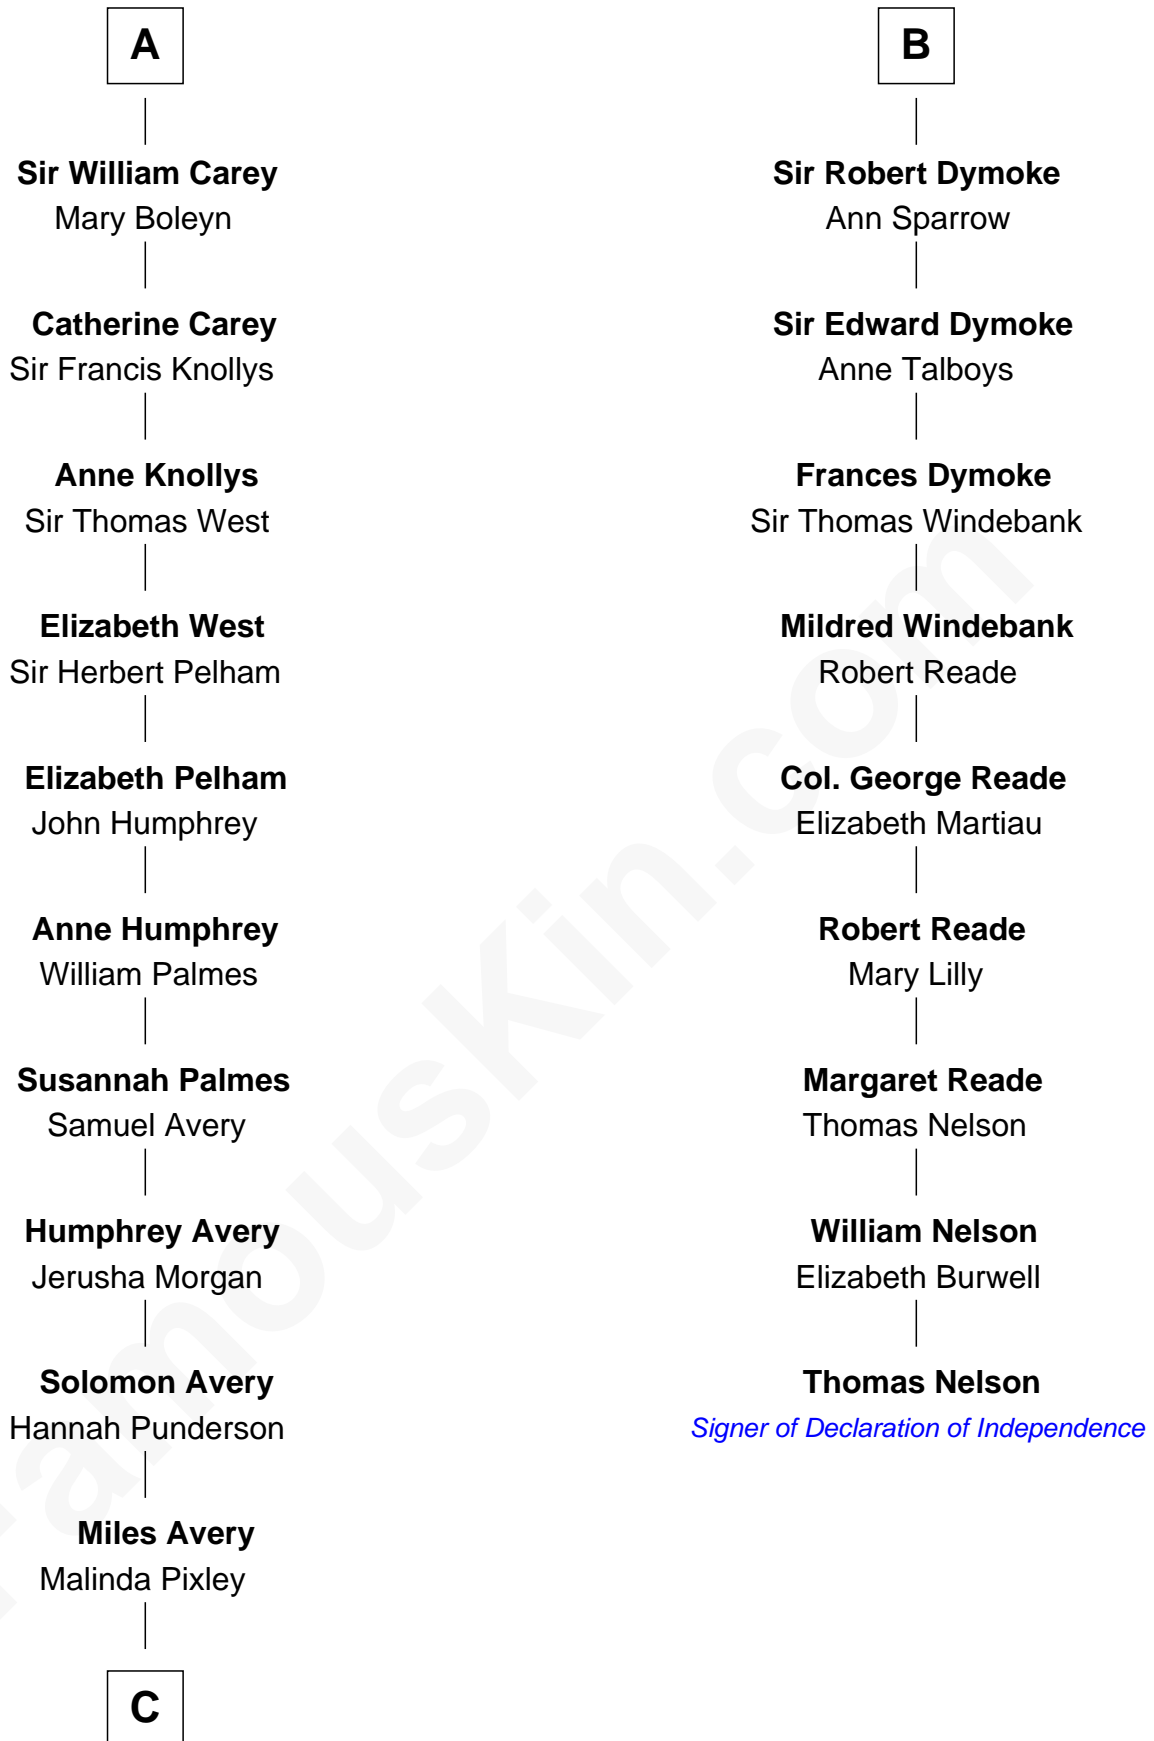 A
Sir William Carey
Mary Boleyn
Catherine Carey
Sir Francis Knollys
Anne Knollys
Sir Thomas West
Elizabeth West
Sir Herbert Pelham
Elizabeth Pelham
John Humphrey
Anne Humphrey
William Palmes
Susannah Palmes
Samuel Avery
Humphrey Avery
Jerusha Morgan
Solomon Avery
Hannah Punderson
Miles Avery
Malinda Pixley
C
B
Sir Robert Dymoke
Ann Sparrow
Sir Edward Dymoke
Anne Talboys
Frances Dymoke
Sir Thomas Windebank
Mildred Windebank
Robert Reade
Col. George Reade
Elizabeth Martiau
Robert Reade
Mary Lilly
Margaret Reade
Thomas Nelson
William Nelson
Elizabeth Burwell
Thomas Nelson
Signer of Declaration of Independence
FamousKin.com